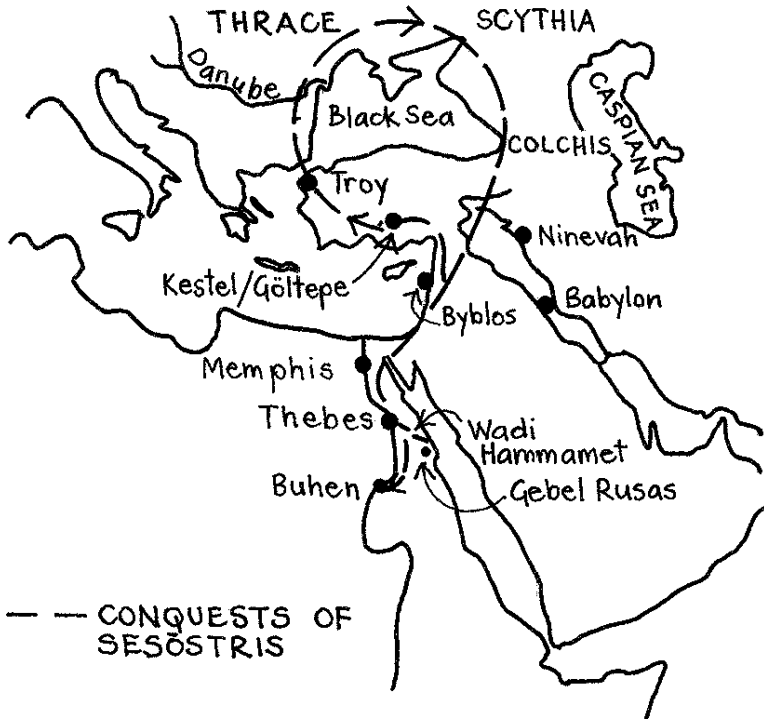 THRACE
SCYTHIA
Danube
Black Sea
CASPIAN SEA
COLCHIS
Troy
Ninevah
Kestel/Göltepe
Babylon
Byblos
Memphis
Thebes
Wadi
Hammamet
Buhen
Gebel Rusas
CONQUESTS OF
SESŌSTRIS